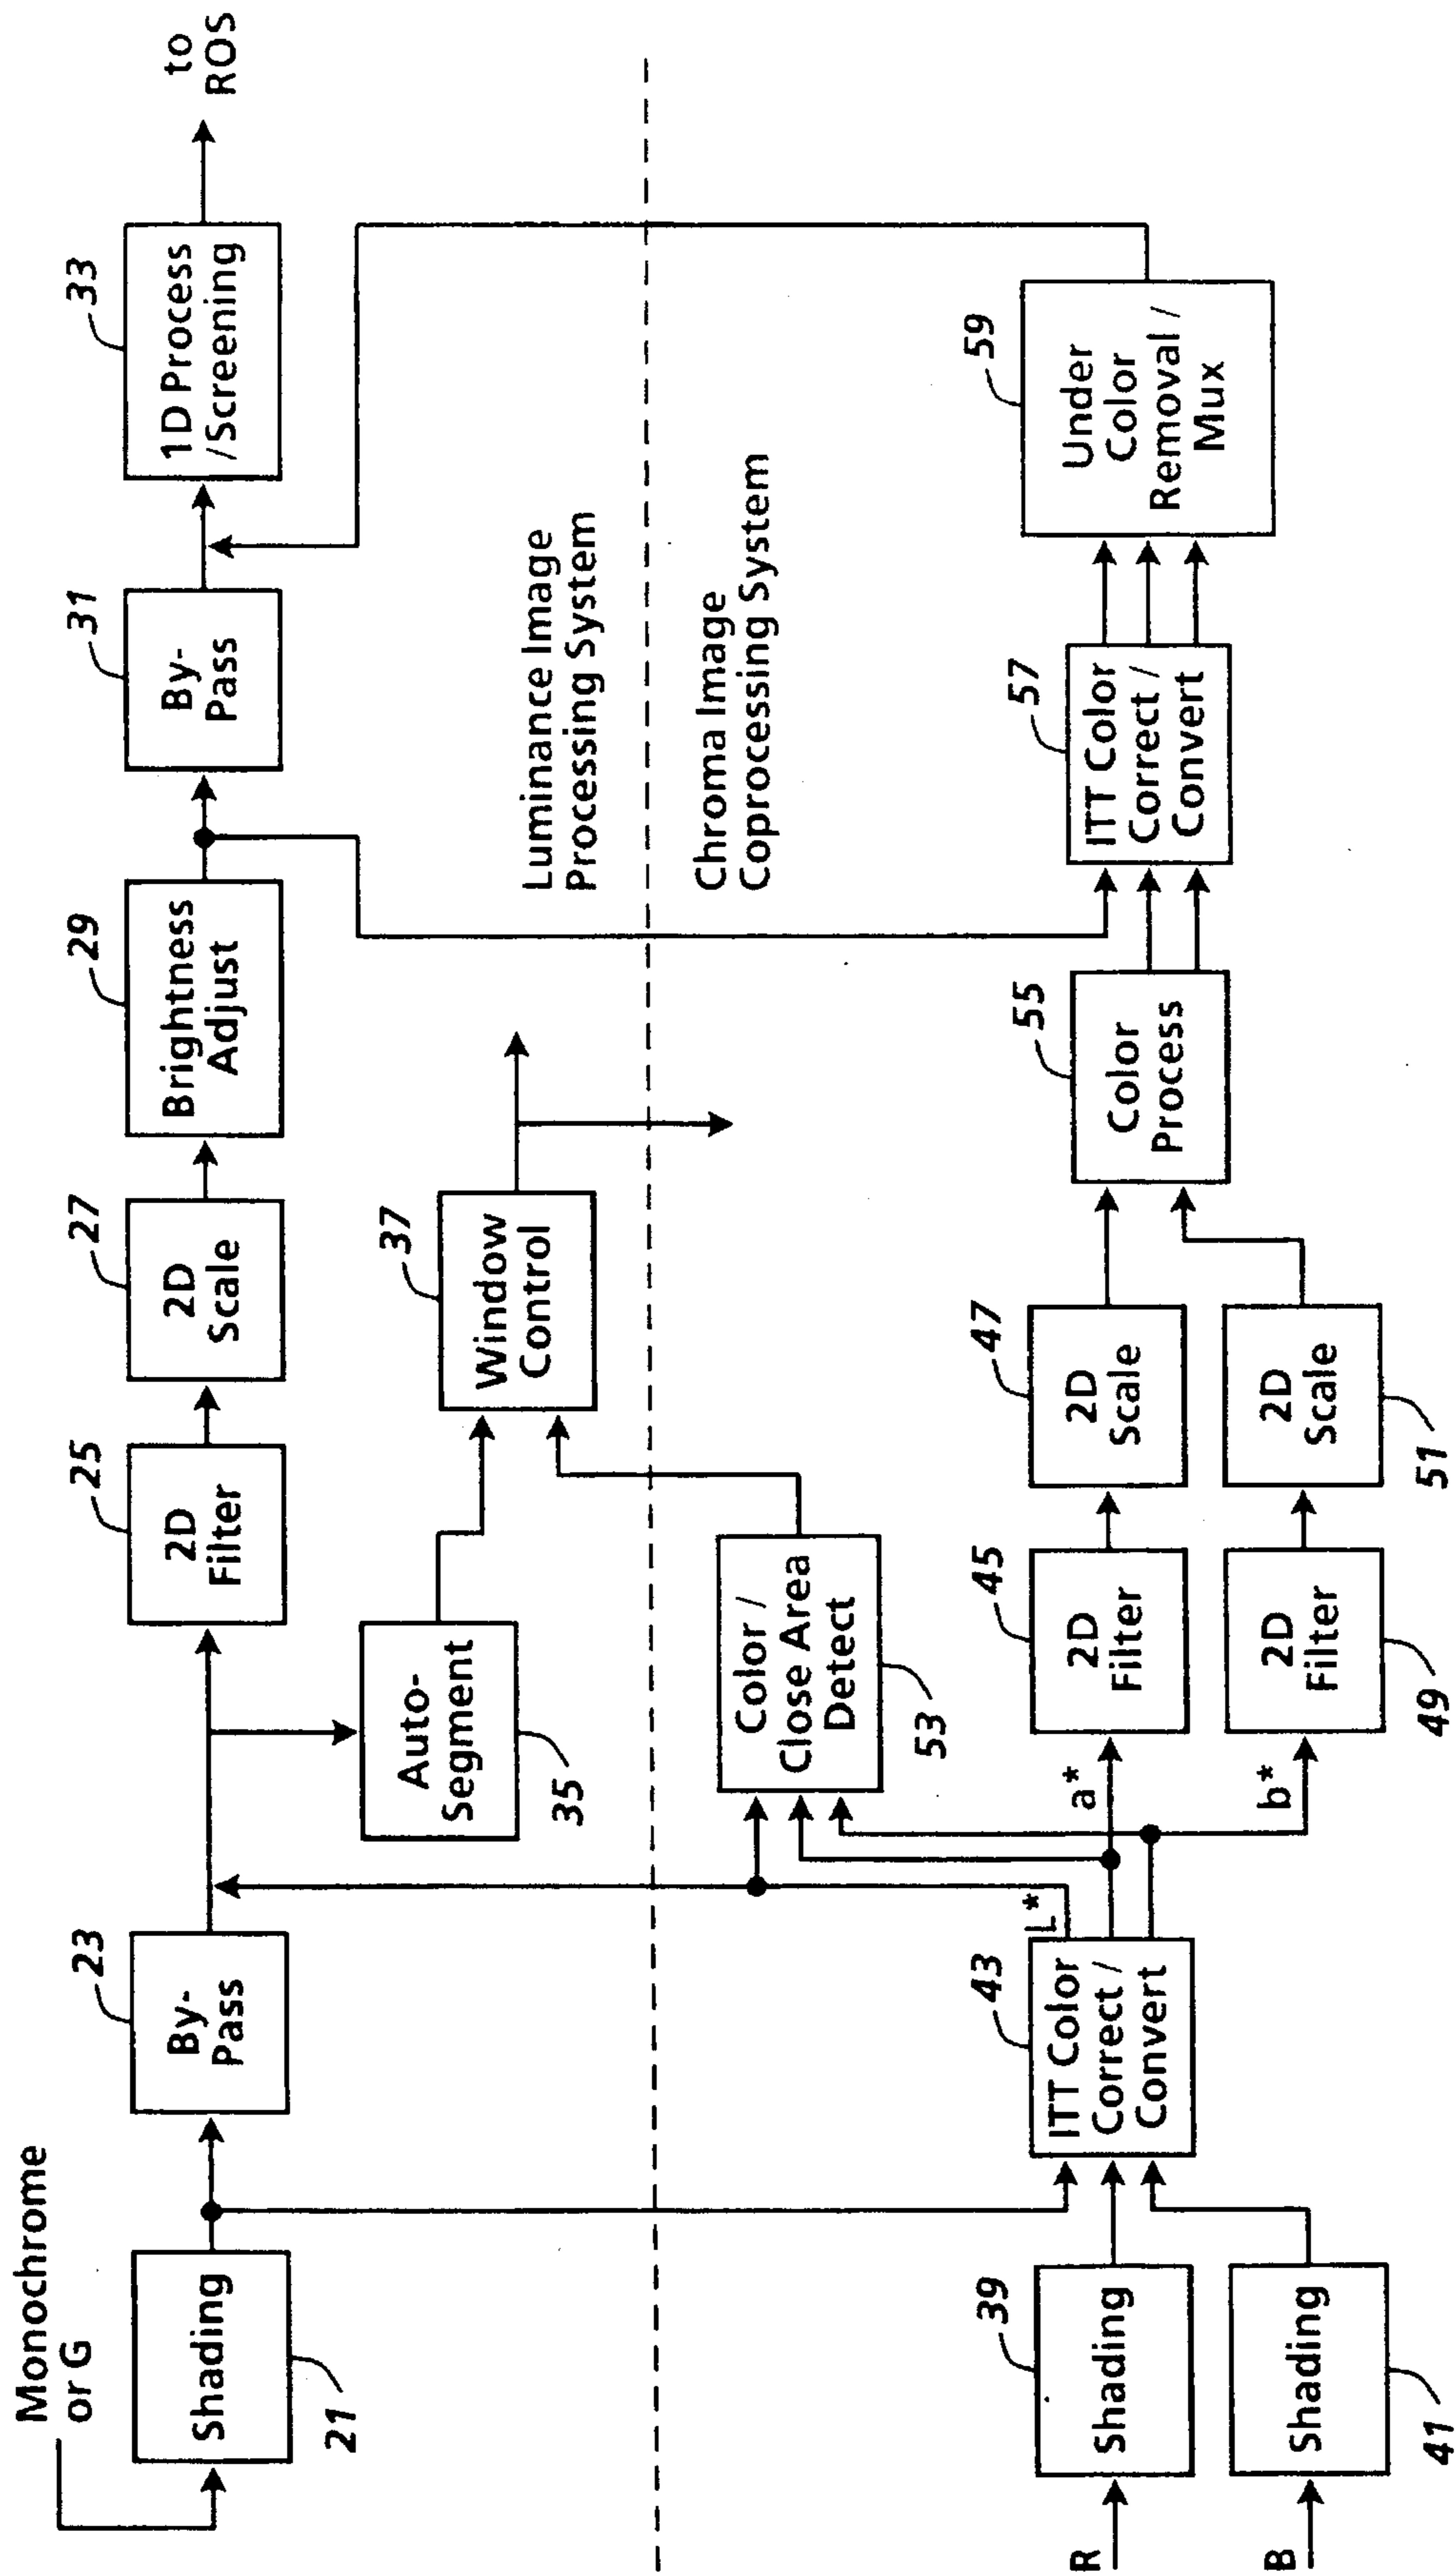 Monochrome
or G
Shading
21
By-
Pass
23
2D
Filter
25
2D
Scale
27
Brightness
Adjust
29
By-
Pass
31
1D Process
/Screening
33
to
ROS
Auto-
Segment
35
Window
Control
37
Luminance Image
Processing System
Chroma Image
Coprocessing System
R
Shading
39
B
Shading
41
ITT Color
Correct /
Convert
43
L*
a*
b*
Color /
Close Area
Detect
53
2D
Filter
45
2D
Scale
47
2D
Filter
49
2D
Scale
51
Color
Process
55
ITT Color
Correct /
Convert
57
Under
Color
Removal /
Mux
59